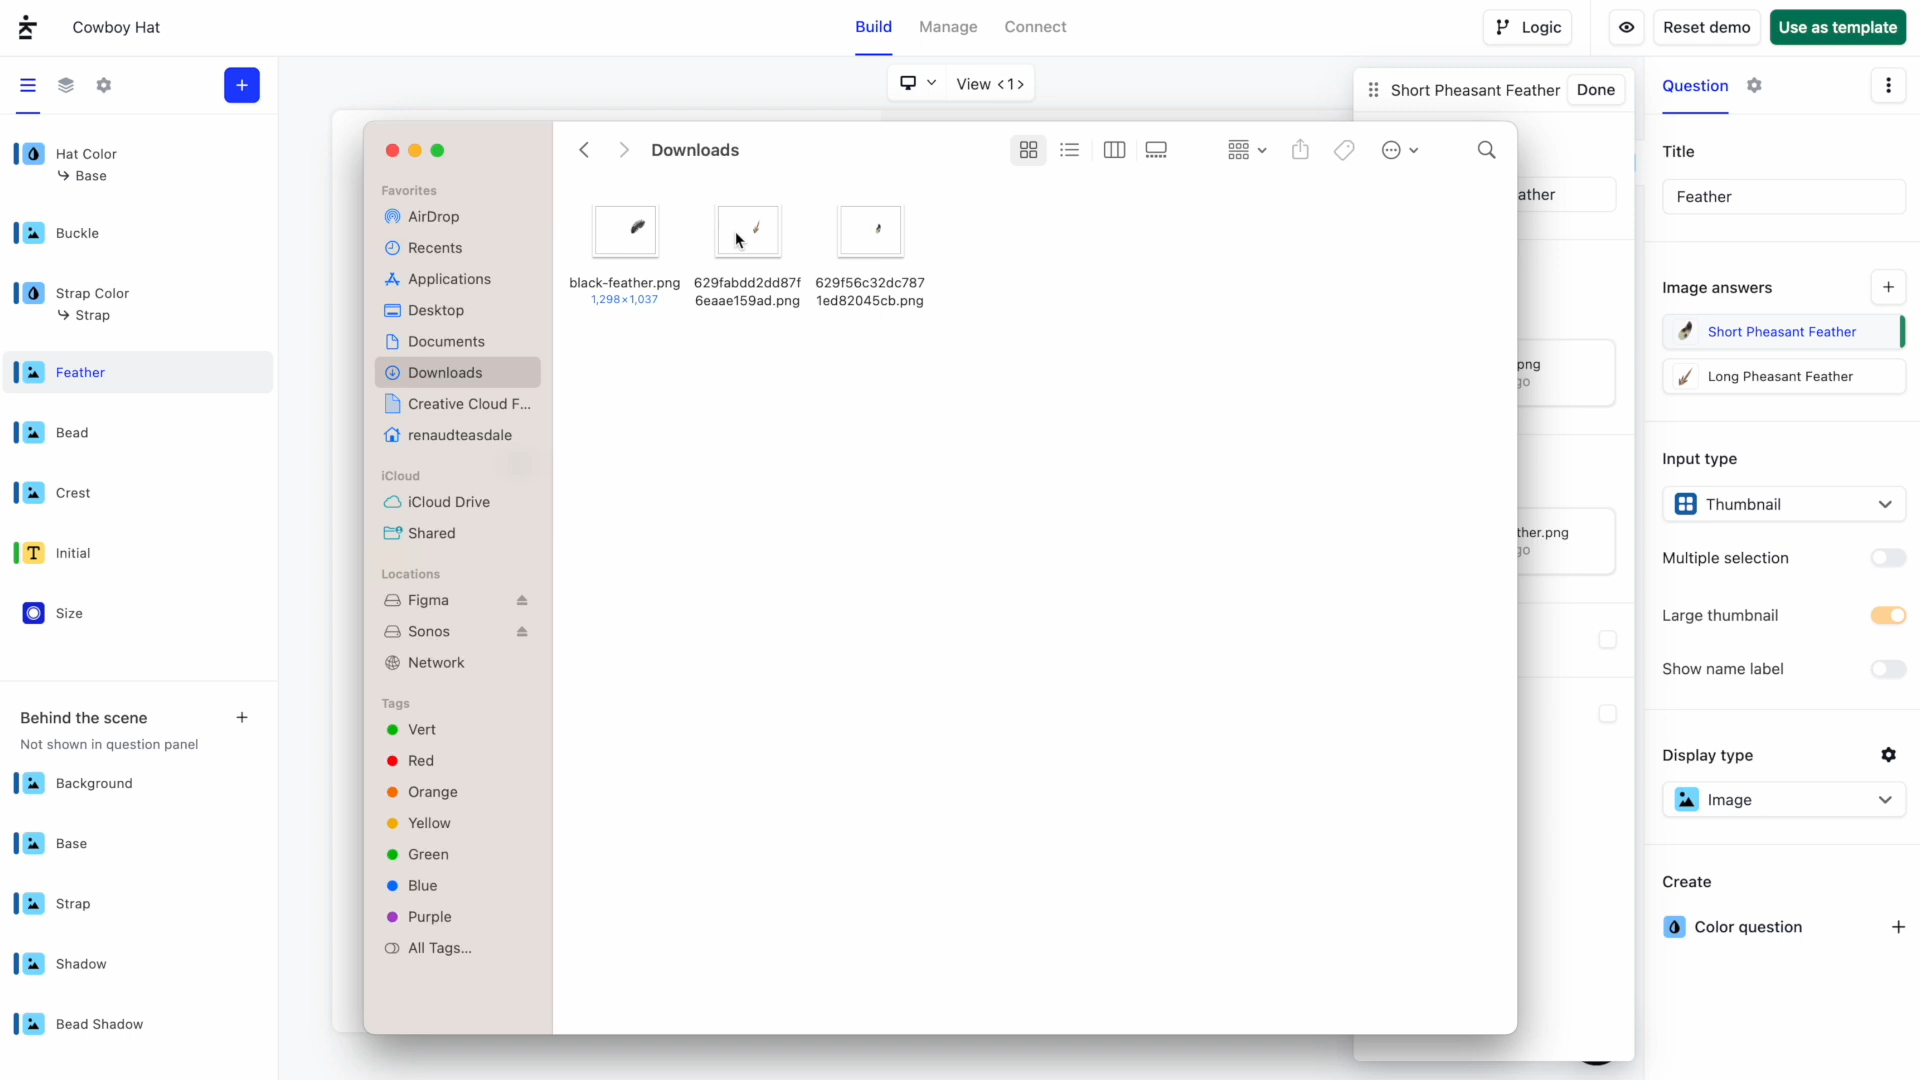 Cowboy Hat
Build
Manage
Connect
Logic
Reset demo
Use as template
View <1>
Hat Color
↳ Base
Buckle
Strap Color
↳ Strap
Feather
Bead
Crest
T Initial
Size
Behind the scene
Not shown in question panel
Background
Base
Strap
Shadow
Bead Shadow
Downloads
Favorites
AirDrop
Recents
Applications
Desktop
Documents
Downloads
Creative Cloud F...
renaudteasdale
iCloud
iCloud Drive
Shared
Locations
Figma
Sonos
Network
Tags
Vert
Red
Orange
Yellow
Green
Blue
Purple
All Tags...
black-feather.png
1,298×1,037
629fabdd2dd87f
6eaae159ad.png
629f56c32dc787
1ed82045cb.png
Short Pheasant Feather
Done
ather
png
go
ther.png
go
Question
Title
Feather
Image answers
Short Pheasant Feather
Long Pheasant Feather
Input type
Thumbnail
Multiple selection
Large thumbnail
Show name label
Display type
Image
Create
Color question